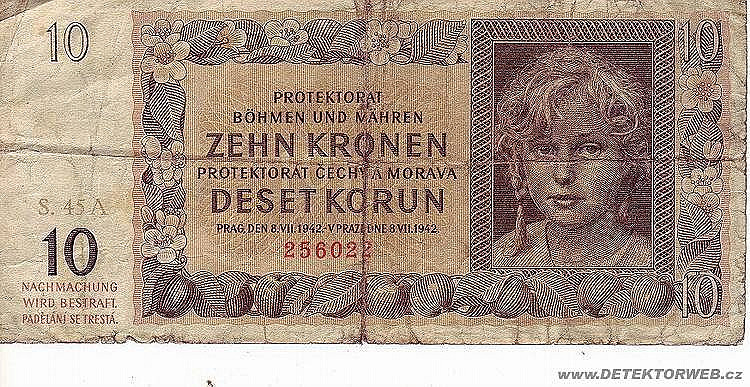 10
10
PROTEKTORAT
BÖHMEN UND MÄHREN
ZEHN KRONEN
PROTEKTORÁT ČECHY A MORAVA
DESET KORUN
PRAG, DEN 8.VII.1942.-V PRAZE DNE 8.VII.1942
256022
S. 45A
10
NACHMACHUNG
WIRD BESTRAFT.
PADĚLÁNÍ SE TRESTÁ.
10
WWW.DETEKTORWEB.cz